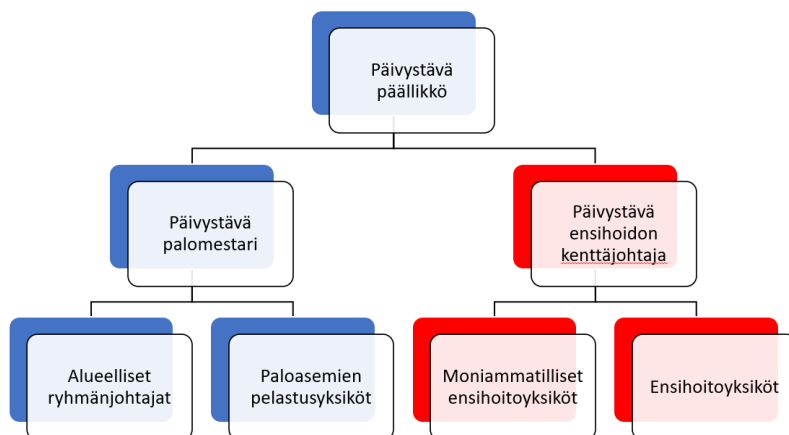 Päivystävä
päällikkö
Päivystävä
palomestari
Päivystävä
ensihoidon
kenttäjohtaja
Alueelliset
ryhmänjohtajat
Paloasemien
pelastusyksiköt
Moniammatilliset
ensihoitoyksiköt
Ensihoitoyksiköt